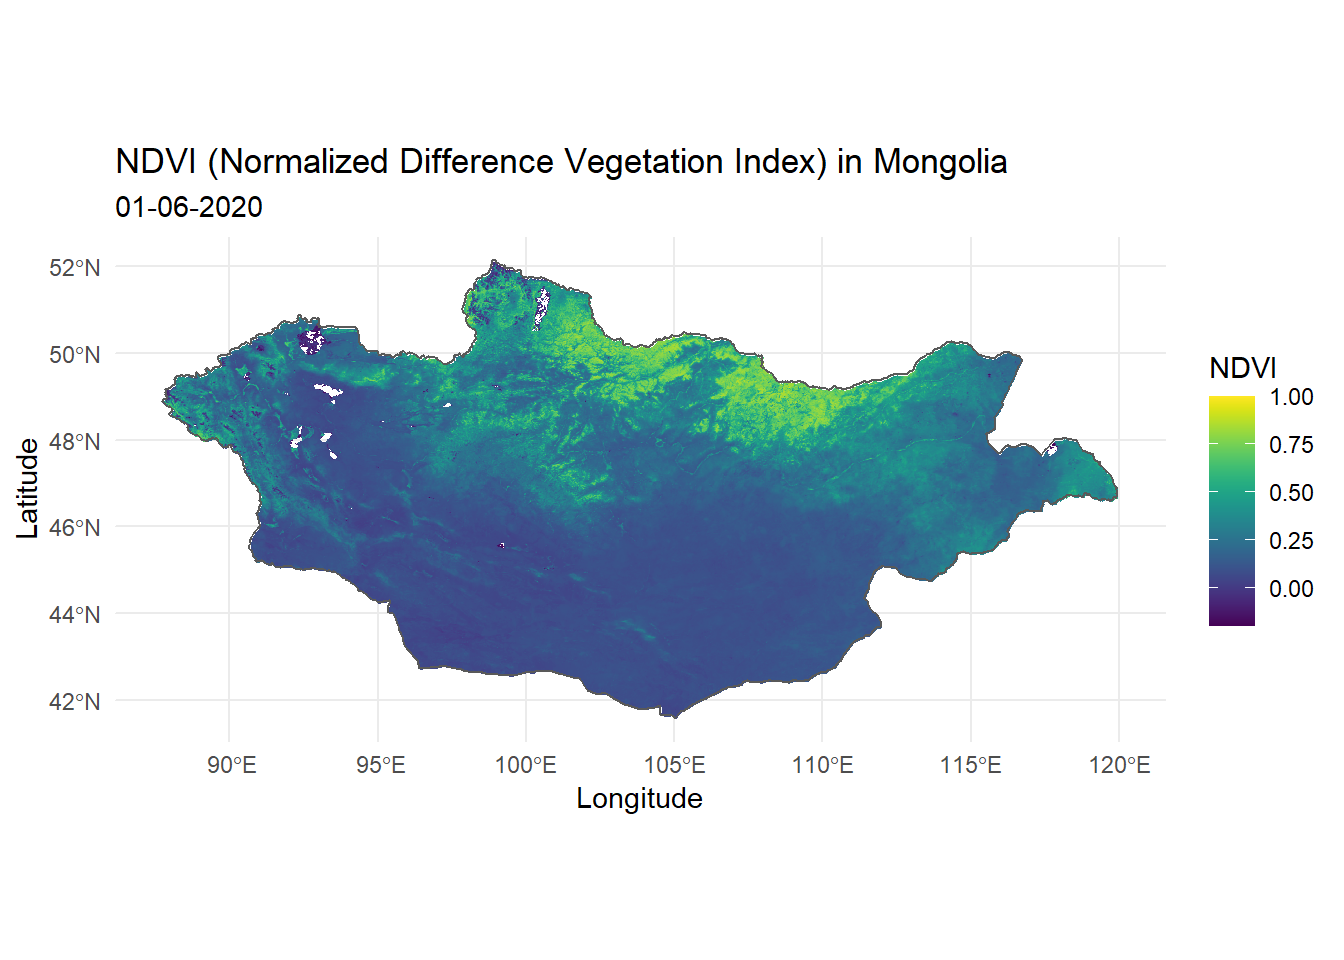 NDVI (Normalized Difference Vegetation Index) in Mongolia
01-06-2020
52°N
50°N
48°N
46°N
44°N
42°N
Latitude
90°E 95°E 100°E 105°E 110°E 115°E 120°E
Longitude
NDVI
1.00
0.75
0.50
0.25
0.00